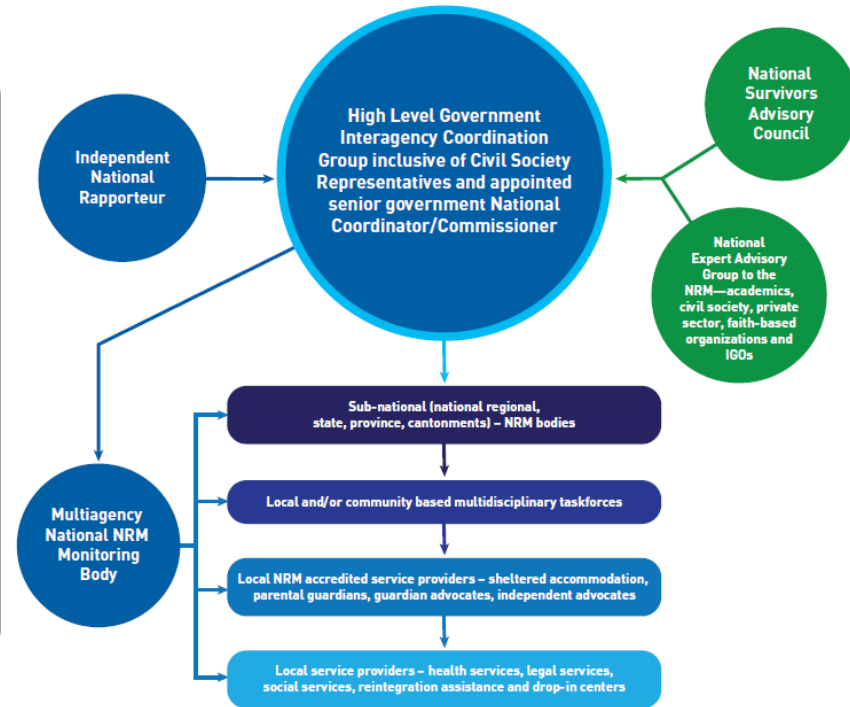 High Level Government
Interagency Coordination
Group inclusive of Civil Society
Representatives and appointed
senior government National
Coordinator/Commissioner
Independent
National
Rapporteur
National
Survivors
Advisory
Council
National
Expert Advisory
Group to the
NRM—academics,
civil society, private
sector, faith-based
organizations and
IGOs
Sub-national (national regional,
state, province, cantonments) – NRM bodies
Local and/or community based multidisciplinary taskforces
Multiagency
National NRM
Monitoring
Body
Local NRM accredited service providers – sheltered accommodation,
parental guardians, guardian advocates, independent advocates
Local service providers – health services, legal services,
social services, reintegration assistance and drop-in centers